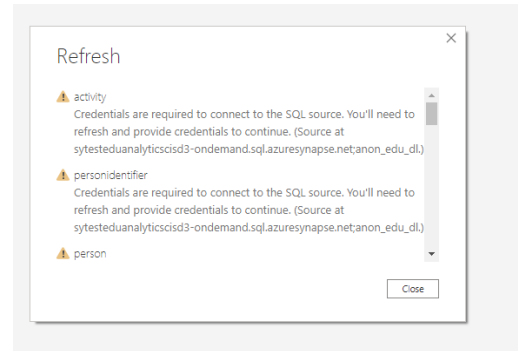 Refresh
activity
Credentials are required to connect to the SQL source. You'll need to
refresh and provide credentials to continue. (Source at
sytesteduanalyticscisd3-ondemand.sql.azuresynapse.net;anon_edu_dl.)
personidentifier
Credentials are required to connect to the SQL source. You'll need to
refresh and provide credentials to continue. (Source at
sytesteduanalyticscisd3-ondemand.sql.azuresynapse.net;anon_edu_dl.)
person
Close